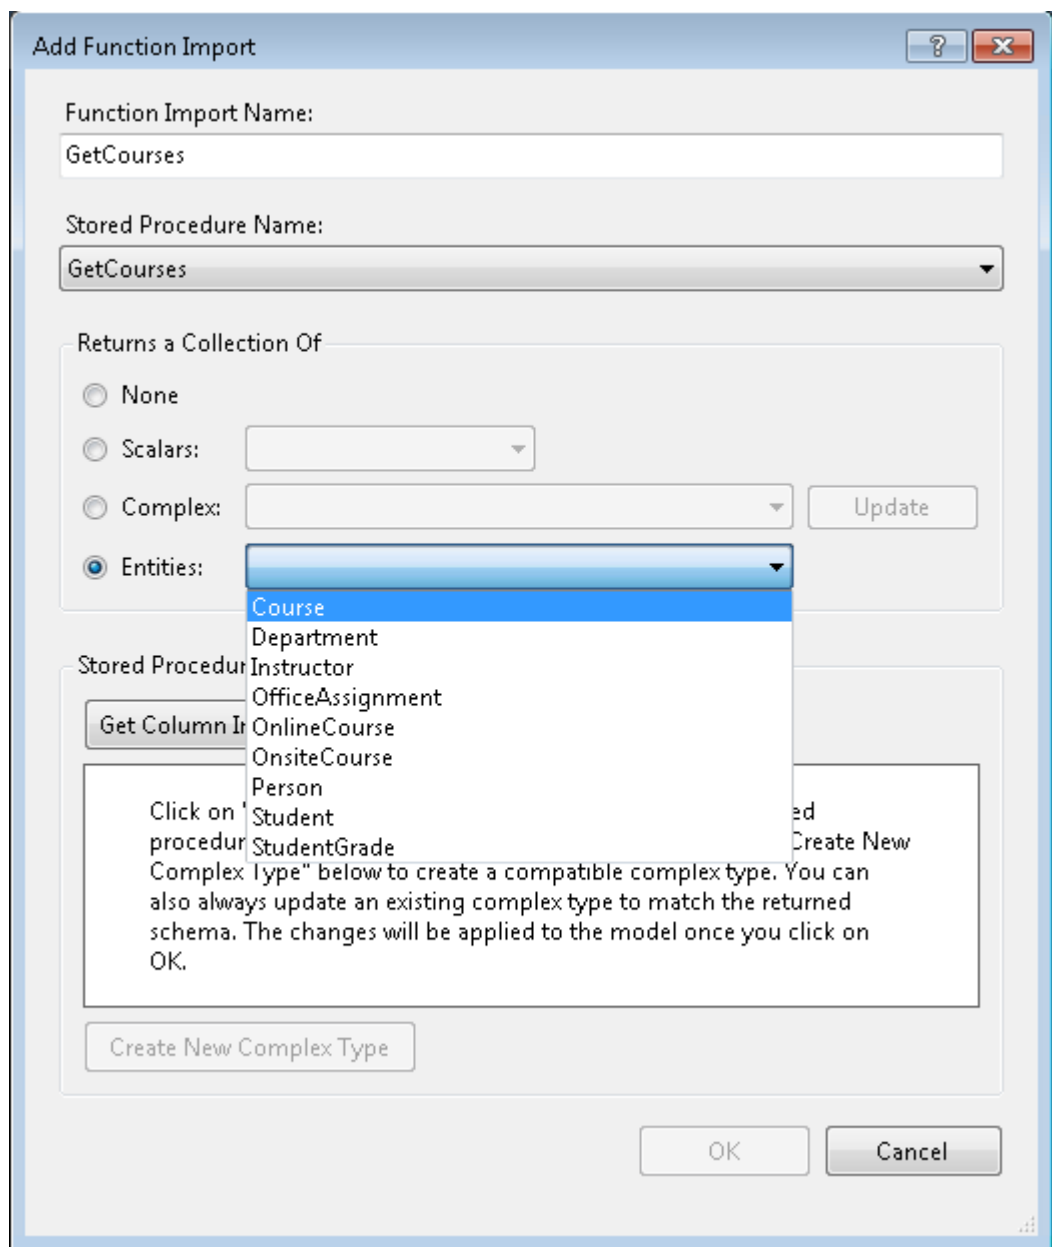 Add Function Import
Function Import Name:
GetCourses
Stored Procedure Name:
GetCourses
Returns a Collection Of
None
Scalars:
Complex:
Update
Entities:
Course
Department
Stored Procedur
Instructor
OfficeAssignment
Get Column In
OnlineCourse
OnsiteCourse
Person
Click on "
ed
Student
procedur
Create New
StudentGrade
Complex Type" below to create a compatible complex type. You can
also always update an existing complex type to match the returned
schema. The changes will be applied to the model once you click on
OK.
Create New Complex Type
OK
Cancel